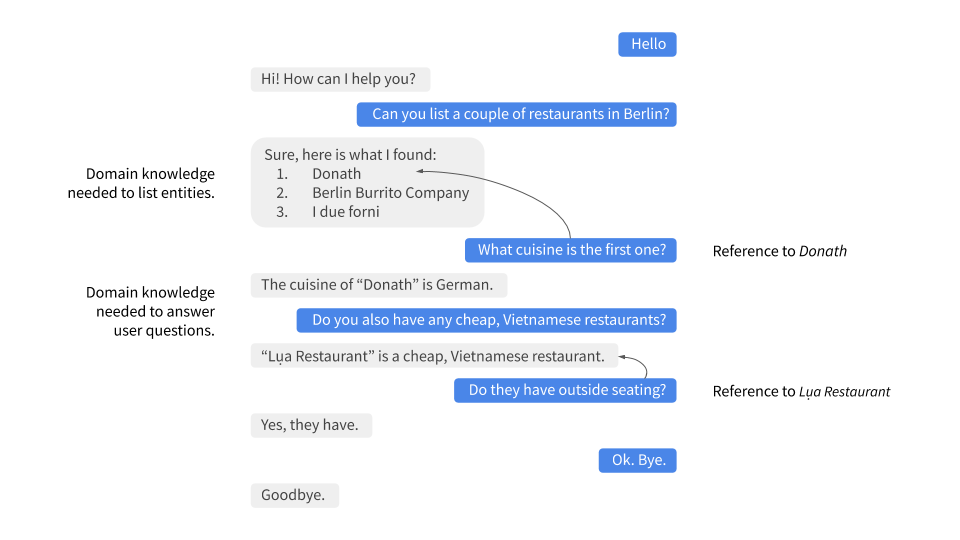 Hello
Hi! How can I help you?
Can you list a couple of restaurants in Berlin?
Sure, here is what I found:
1. Donath
2. Berlin Burrito Company
3. I due forni
Domain knowledge
needed to list entities.
What cuisine is the first one?
Reference to Donath
The cuisine of “Donath” is German.
Domain knowledge
needed to answer
user questions.
Do you also have any cheap, Vietnamese restaurants?
“Lụa Restaurant” is a cheap, Vietnamese restaurant.
Do they have outside seating?
Reference to Lụa Restaurant
Yes, they have.
Ok. Bye.
Goodbye.